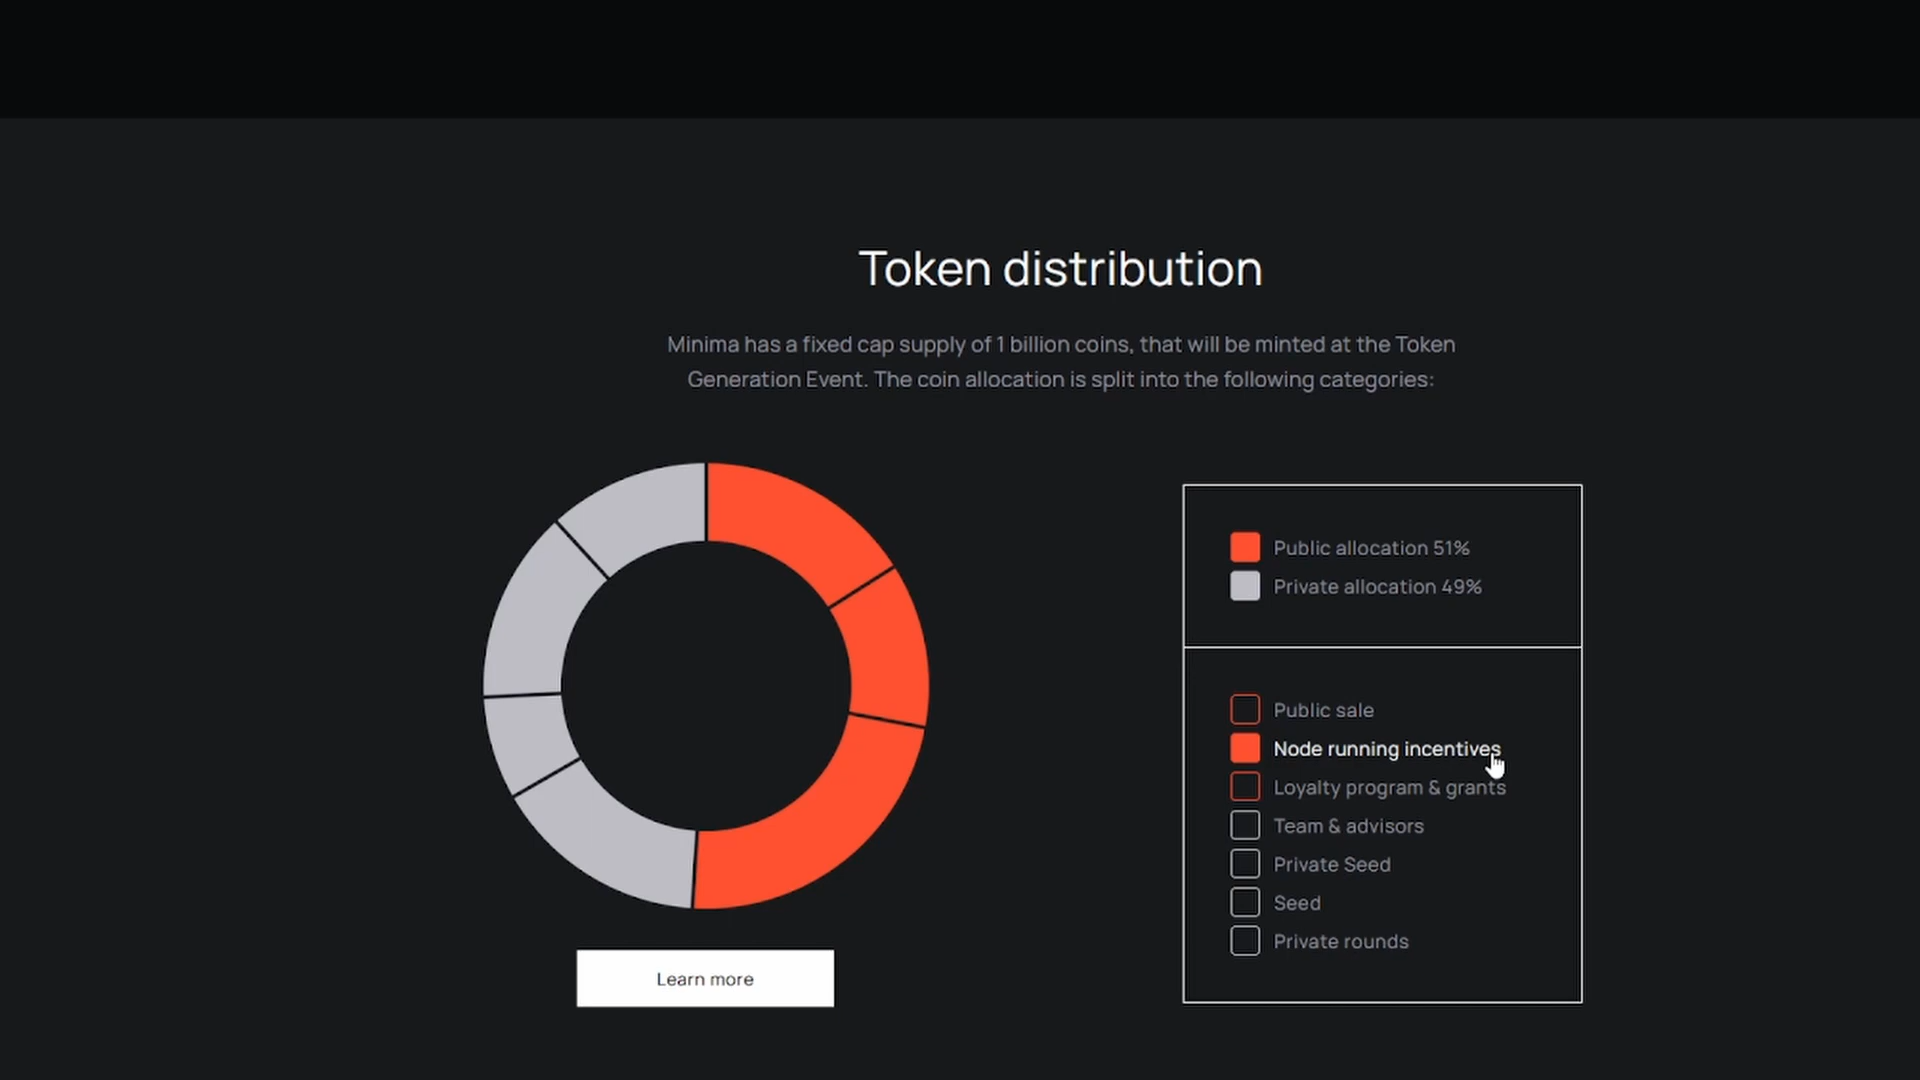 Token distribution
Minima has a fixed cap supply of 1 billion coins, that will be minted at the Token
Generation Event. The coin allocation is split into the following categories:
Public allocation 51%
Private allocation 49%
Public sale
Node running incentives
Loyalty program & grants
Team & advisors
Private Seed
Seed
Private rounds
Learn more